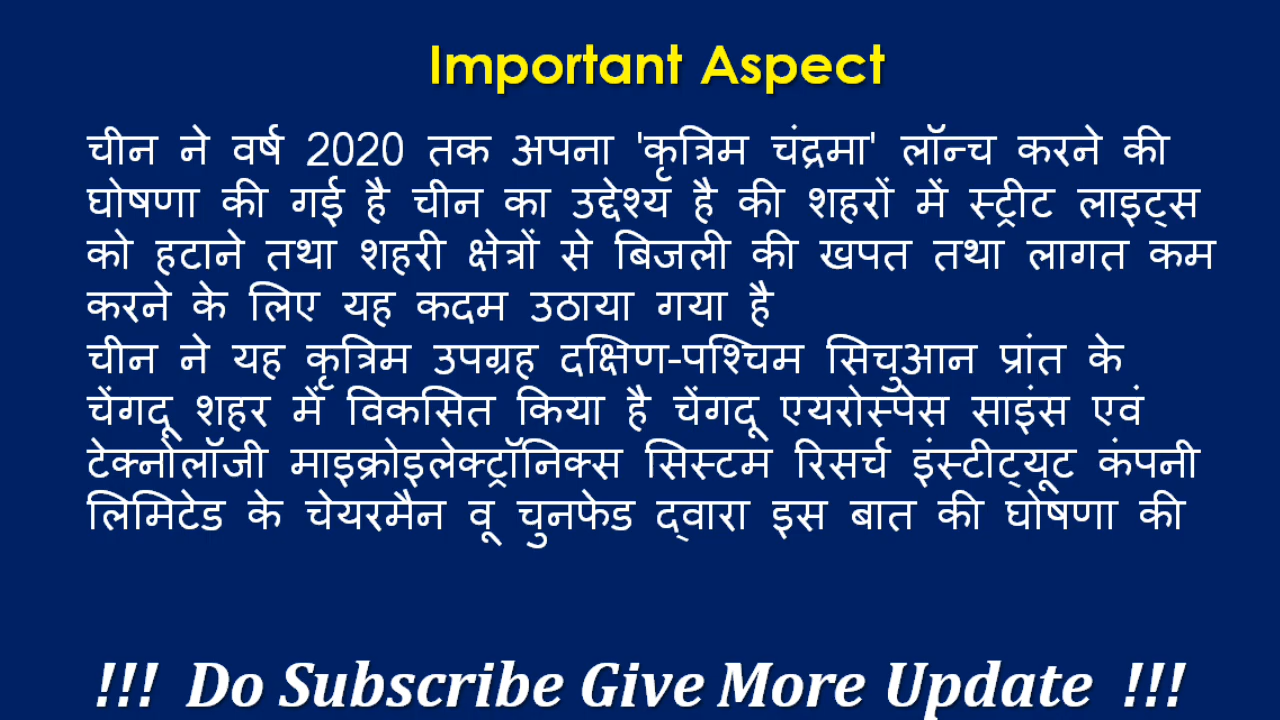 Important Aspect
चीन ने वर्ष 2020 तक अपना 'कृत्रिम चंद्रमा' लॉन्च करने की
घोषणा की गई है चीन का उद्देश्य है की शहरों में स्ट्रीट लाइट्स
को हटाने तथा शहरी क्षेत्रों से बिजली की खपत तथा लागत कम
करने के लिए यह कदम उठाया गया है
चीन ने यह कृत्रिम उपग्रह दक्षिण-पश्चिम सिचुआन प्रांत के
चेंगदू शहर में विकसित किया है चेंगदू एयरोस्पेस साइंस एवं
टेक्नोलॉजी माइक्रोइलेक्ट्रॉनिक्स सिस्टम रिसर्च इंस्टीट्यूट कंपनी
लिमिटेड के चेयरमैन वू चुनफेड द्वारा इस बात की घोषणा की
!!! Do Subscribe Give More Update !!!